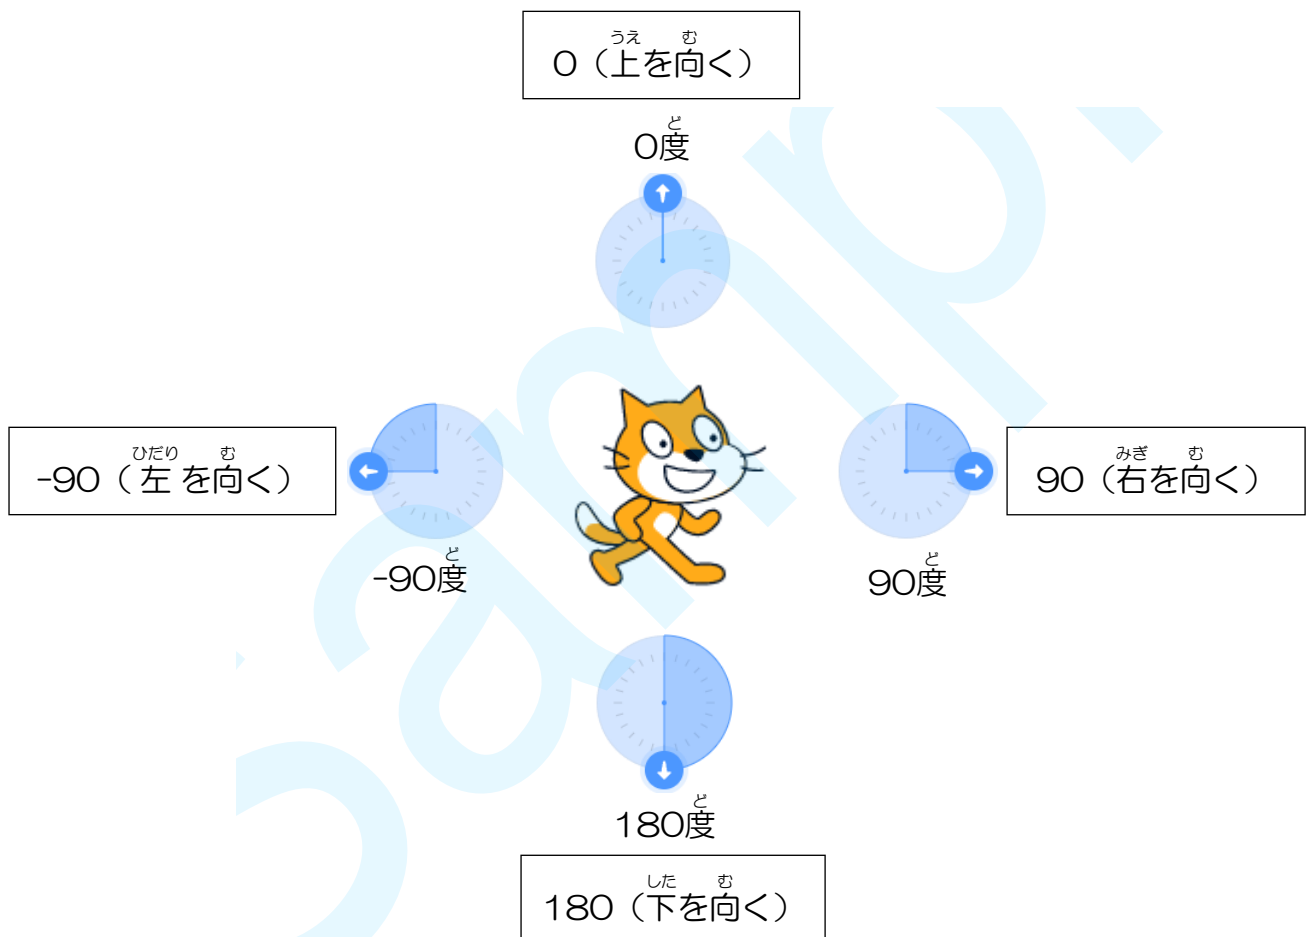 うえ む
0（上を向く）
ど
0度
ひだり む
-90（左を向く）
ど
-90度
みぎ む
90（右を向く）
ど
90度
ど
180度
した む
180（下を向く）
Sample